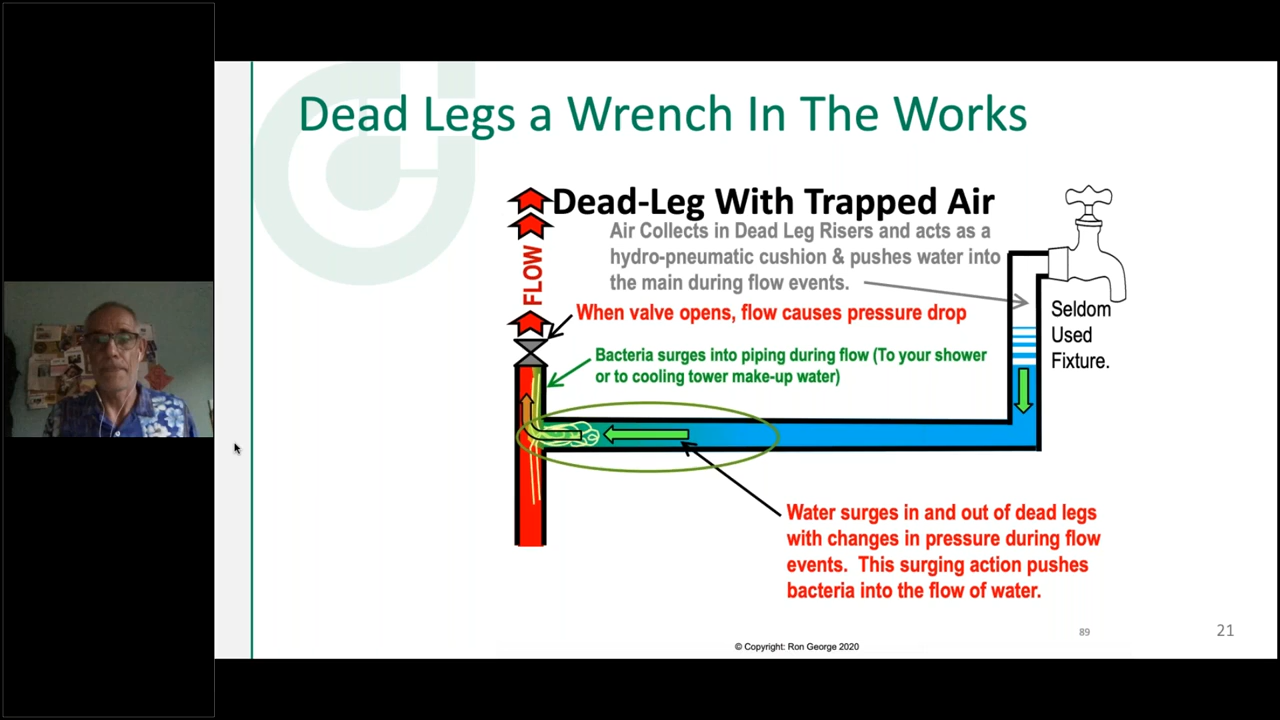 Dead Legs a Wrench In The Works
Dead-Leg With Trapped Air
Air Collects in Dead Leg Risers and acts as a
hydro-pneumatic cushion & pushes water into
the main during flow events.
FLOW
When valve opens, flow causes pressure drop
Seldom
Used
Fixture.
Bacteria surges into piping during flow (To your shower
or to cooling tower make-up water)
Water surges in and out of dead legs
with changes in pressure during flow
events. This surging action pushes
bacteria into the flow of water.
89
21
© Copyright: Ron George 2020